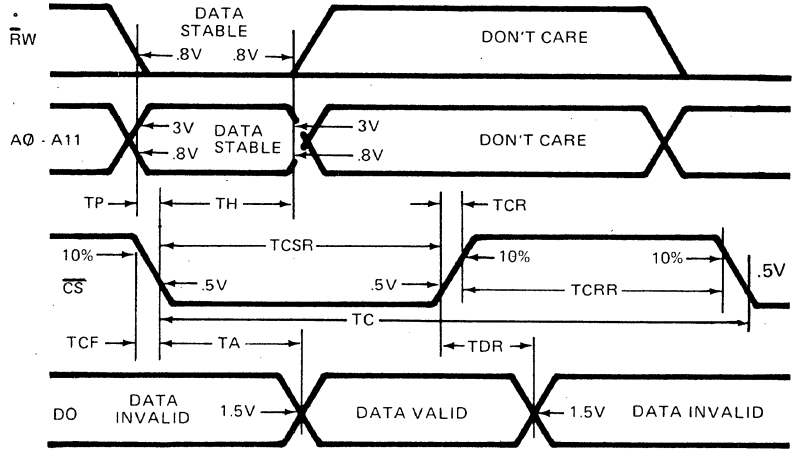 DATA
STABLE
R̅W
.8V .8V
DON'T CARE
AØ - A11
3V
.8V
DATA
STABLE
3V
.8V
DON'T CARE
TP
TH
TCR
TCSR
10%
10%
10%
C̅S̅
.5V
.5V
.5V
TCRR
TC
TCF
TA
TDR
DO
DATA
INVALID
1.5V
DATA VALID
1.5V
DATA INVALID